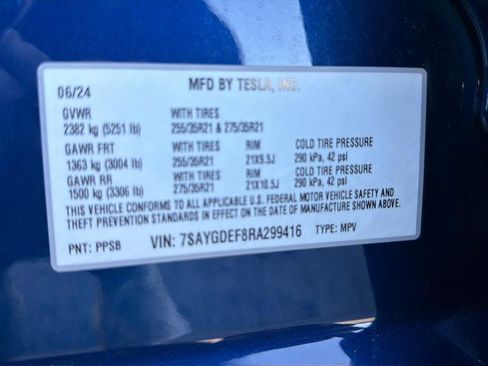 MFD BY TESLA, INC.
06/24
GVWR WITH TIRES
2382 kg (5251 lb) 255/35R21 & 275/35R21
GAWR FRT WITH TIRES RIM COLD TIRE PRESSURE
1363 kg (3004 lb) 255/35R21 21X9.5J 290 kPa, 42 psi
GAWR RR WITH TIRES RIM COLD TIRE PRESSURE
1500 kg (3306 lb) 275/35R21 21X10.5J 290 kPa, 42 psi
THIS VEHICLE CONFORMS TO ALL APPLICABLE U.S. FEDERAL MOTOR VEHICLE SAFETY AND
THEFT PREVENTION STANDARDS IN EFFECT ON THE DATE OF MANUFACTURE SHOWN ABOVE.
PNT: PPSB VIN: 7SAYGDEF8RA299416 TYPE: MPV